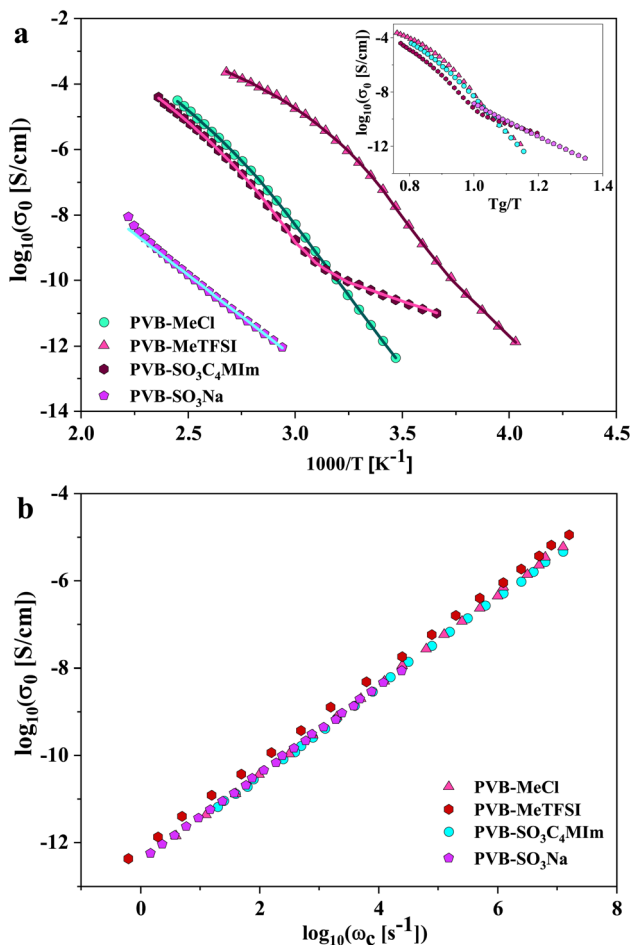 a
log₁₀(σ₀ [S/cm])
-2
-4
-6
-8
-10
-12
-14
2.0 2.5 3.0 3.5 4.0 4.5
1000/T [K⁻¹]
PVB-MeCl
PVB-MeTFSI
PVB-SO₃C₄MIm
PVB-SO₃Na
log₁₀(σ₀ [S/cm])
-4
-8
-12
0.8 1.0 1.2 1.4
Tg/T
b
log₁₀(σ₀ [S/cm])
-4
-6
-8
-10
-12
0 2 4 6 8
log₁₀(ω_c [s⁻¹])
PVB-MeCl
PVB-MeTFSI
PVB-SO₃C₄MIm
PVB-SO₃Na